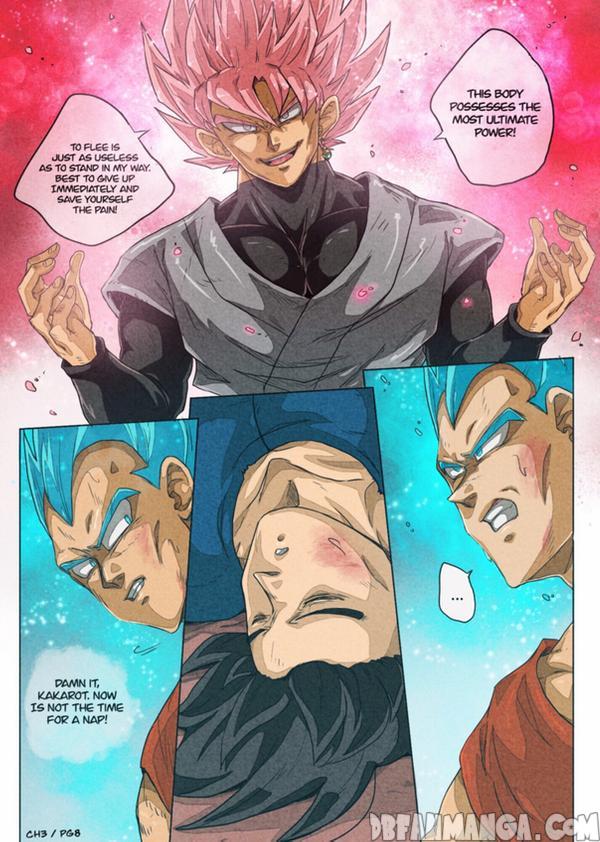 THIS BODY
POSSESSES THE
MOST ULTIMATE
POWER!
TO FLEE IS
JUST AS USELESS
AS TO STAND IN MY WAY.
BEST TO GIVE UP
IMMEDIATELY AND
SAVE YOURSELF
THE PAIN!
...
DAMN IT,
KAKAROT. NOW
IS NOT THE TIME
FOR A NAP!
CH3 / PG8
DBFANMANGA.COM